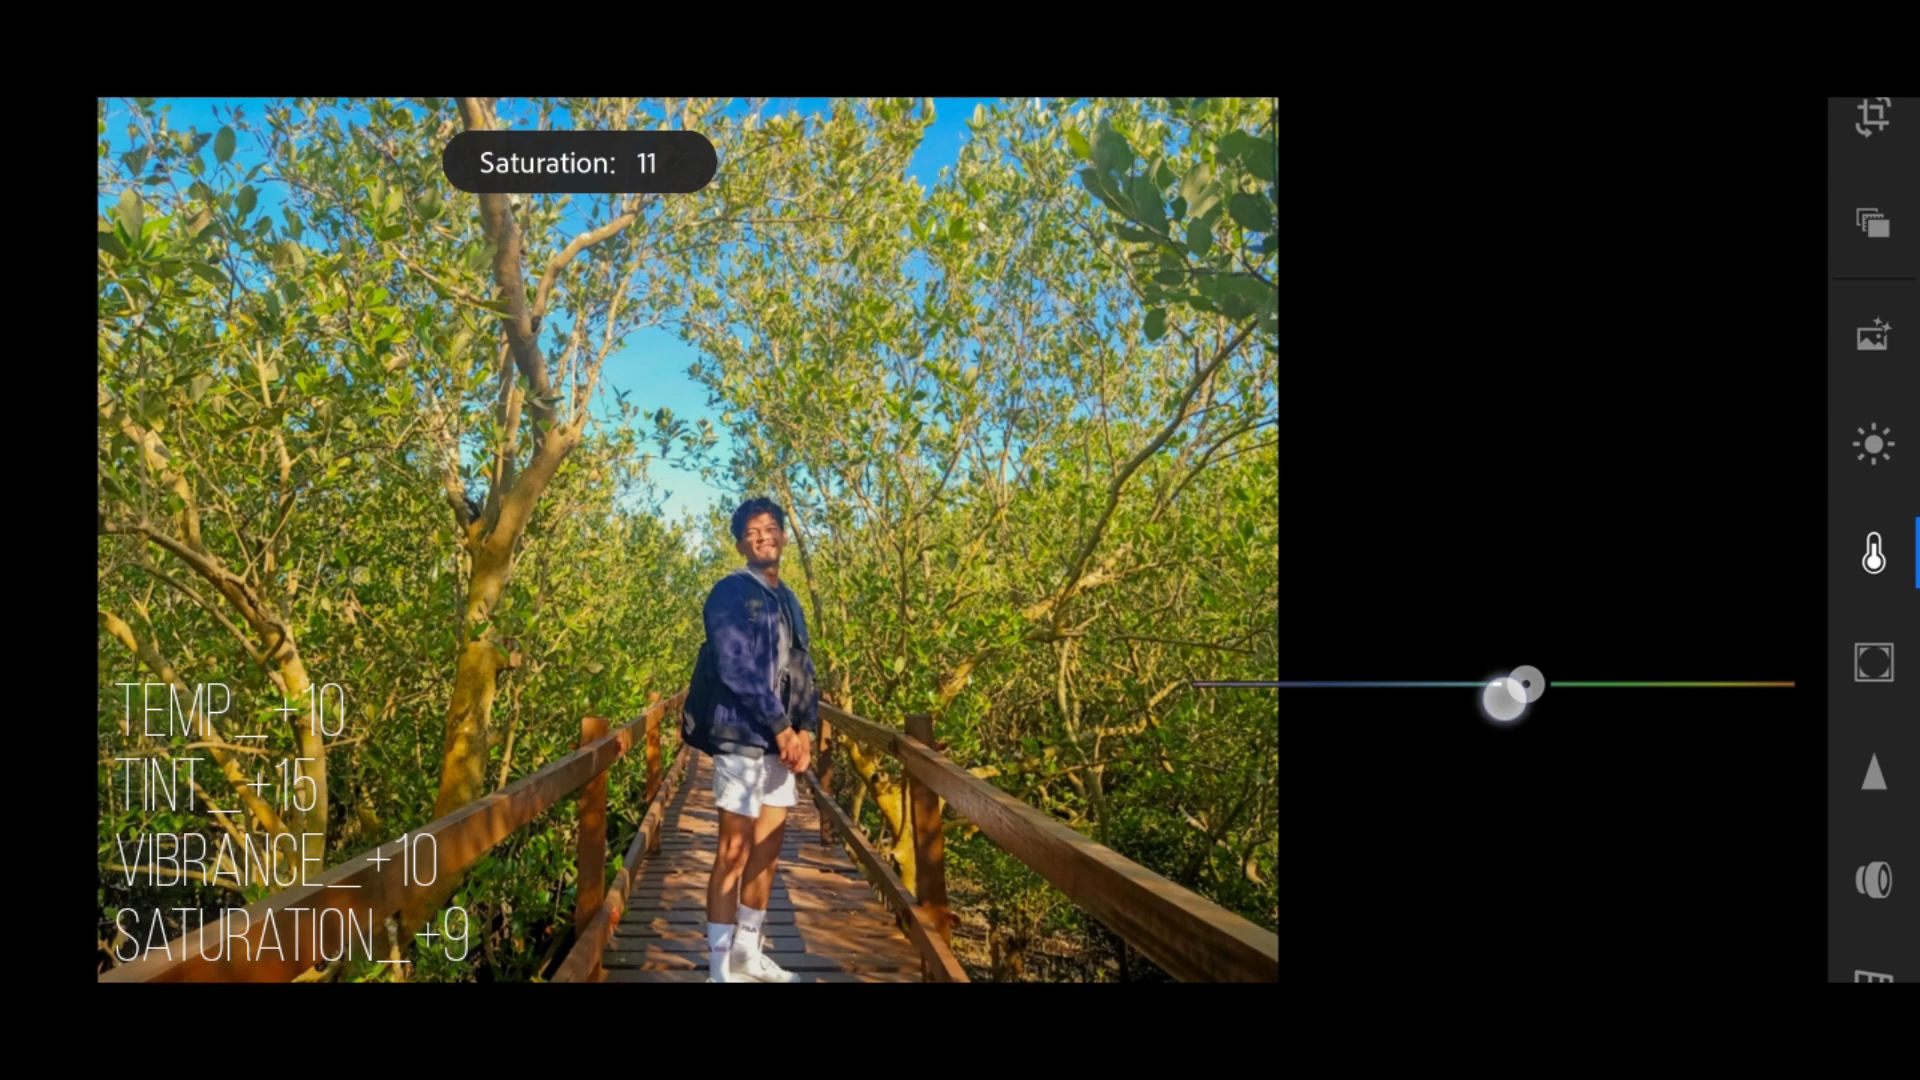 Saturation: 11
TEMP_+10
TINT_+15
VIBRANCE_+10
SATURATION_+9